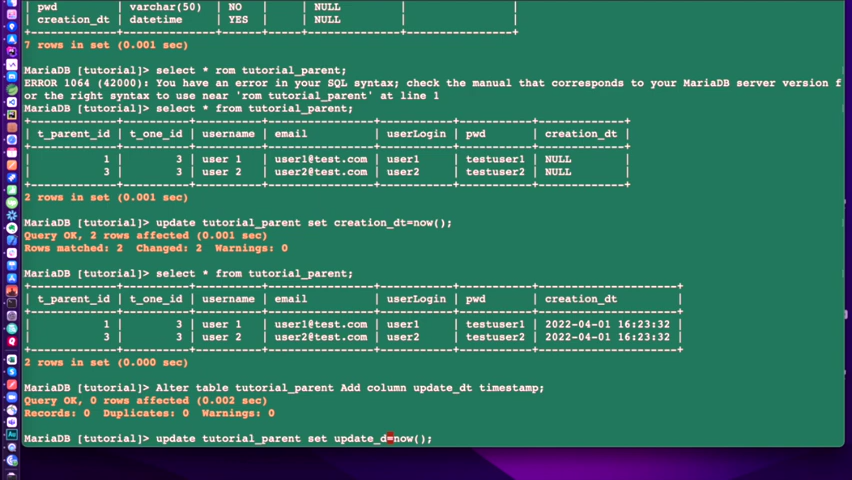 | pwd | varchar(50) | NO | | NULL | |
| creation_dt | datetime | YES | | NULL | |
+-------------+-------------+------+-----+---------+----------------+
7 rows in set (0.001 sec)
MariaDB [tutorial]> select * rom tutorial_parent;
ERROR 1064 (42000): You have an error in your SQL syntax; check the manual that corresponds to your MariaDB server version f
or the right syntax to use near 'rom tutorial_parent' at line 1
MariaDB [tutorial]> select * from tutorial_parent;
+-------------+----------+----------+----------------+-----------+-----------+-------------+
| t_parent_id | t_one_id | username | email | userLogin | pwd | creation_dt |
+-------------+----------+----------+----------------+-----------+-----------+-------------+
| 1 | 3 | user 1 | user1@test.com | user1 | testuser1 | NULL |
| 3 | 3 | user 2 | user2@test.com | user2 | testuser2 | NULL |
+-------------+----------+----------+----------------+-----------+-----------+-------------+
2 rows in set (0.001 sec)
MariaDB [tutorial]> update tutorial_parent set creation_dt=now();
Query OK, 2 rows affected (0.001 sec)
Rows matched: 2 Changed: 2 Warnings: 0
MariaDB [tutorial]> select * from tutorial_parent;
+-------------+----------+----------+----------------+-----------+-----------+---------------------+
| t_parent_id | t_one_id | username | email | userLogin | pwd | creation_dt |
+-------------+----------+----------+----------------+-----------+-----------+---------------------+
| 1 | 3 | user 1 | user1@test.com | user1 | testuser1 | 2022-04-01 16:23:32 |
| 3 | 3 | user 2 | user2@test.com | user2 | testuser2 | 2022-04-01 16:23:32 |
+-------------+----------+----------+----------------+-----------+-----------+---------------------+
2 rows in set (0.000 sec)
MariaDB [tutorial]> Alter table tutorial_parent Add column update_dt timestamp;
Query OK, 0 rows affected (0.002 sec)
Records: 0 Duplicates: 0 Warnings: 0
MariaDB [tutorial]> update tutorial_parent set update_d=now();